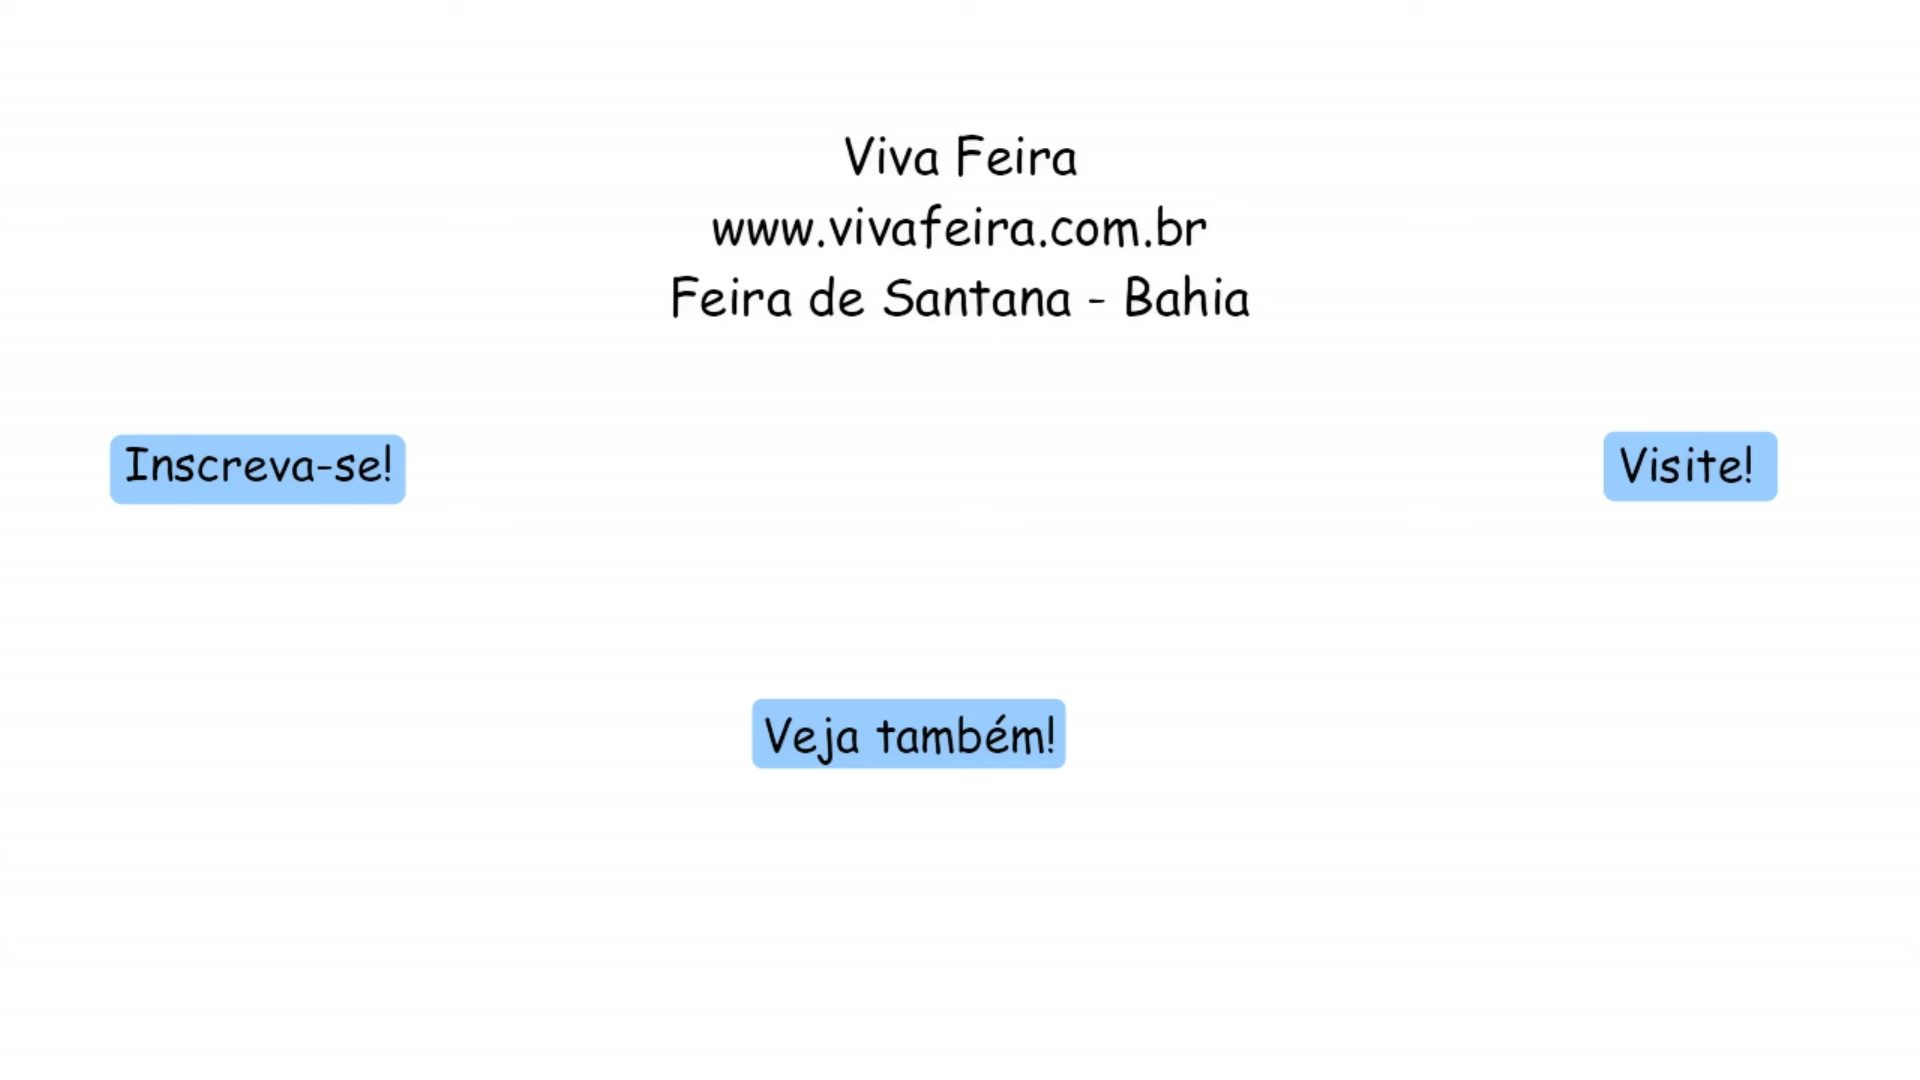 Viva Feira
www.vivafeira.com.br
Feira de Santana - Bahia
Inscreva-se!
Visite!
Veja também!